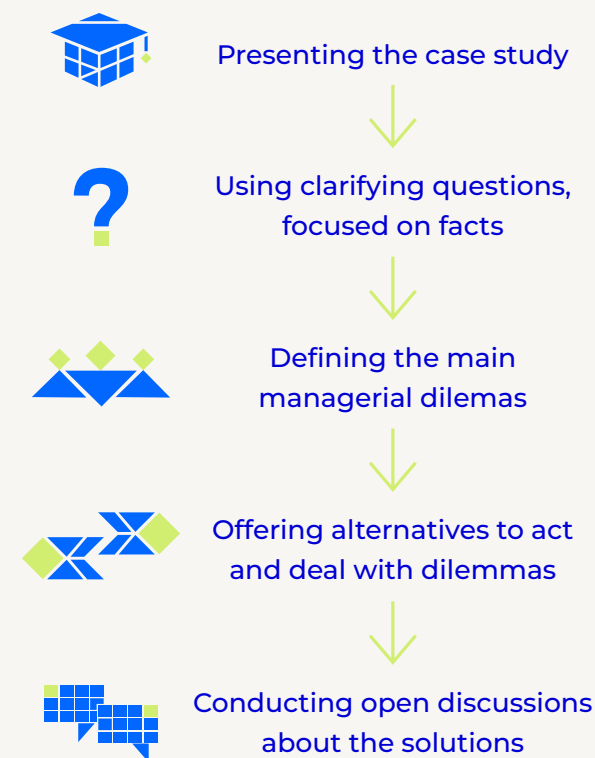 Presenting the case study
Using clarifying questions,
focused on facts
Defining the main
managerial dilemas
Offering alternatives to act
and deal with dilemmas
Conducting open discussions
about the solutions